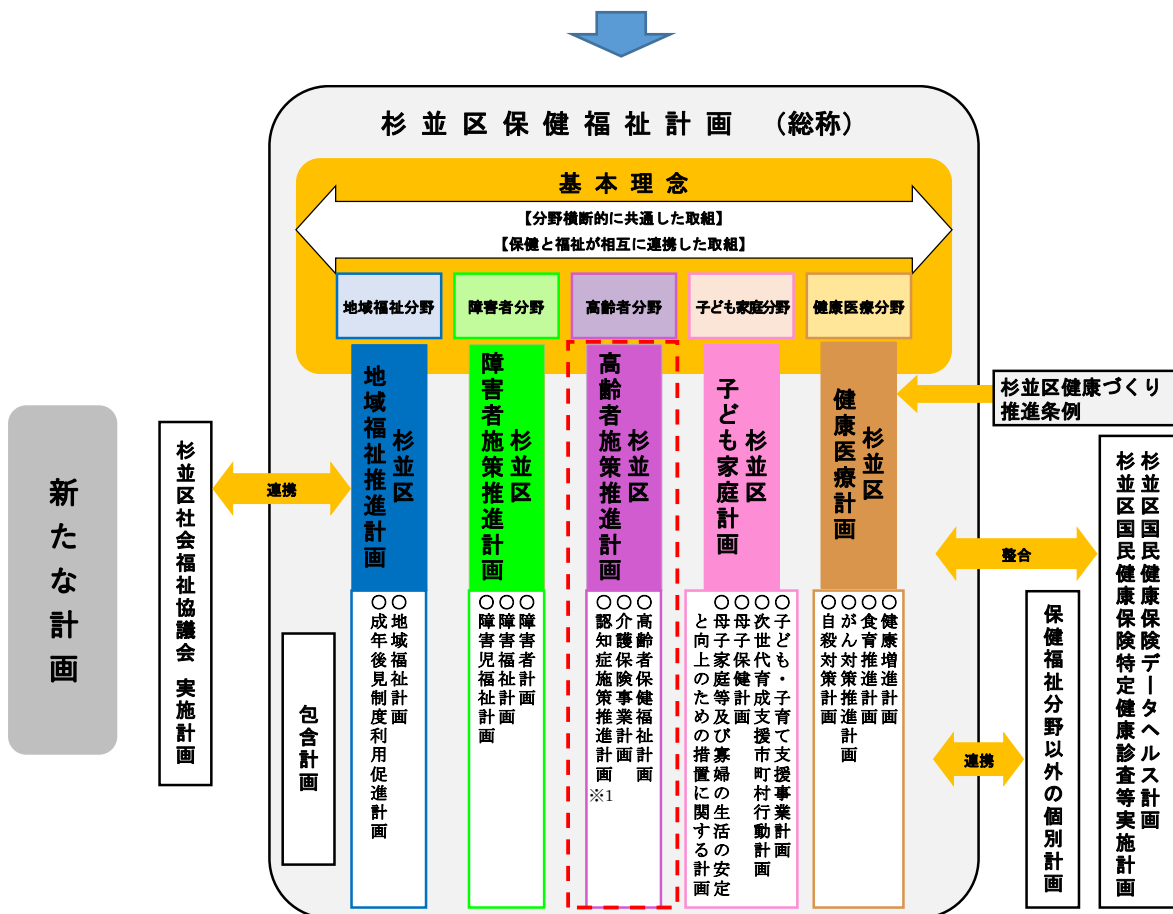 杉並区保健福祉計画 (総称)
基本理念
【分野横断的に共通した取組】
【保健と福祉が相互に連携した取組】
地域福祉分野
障害者分野
高齢者分野
子ども家庭分野
健康医療分野
杉並区
地域福祉推進計画
杉並区
障害者施策推進計画
杉並区
高齢者施策推進計画
杉並区
子ども家庭計画
杉並区
健康医療計画
杉並区健康づくり
推進条例
新たな計画
杉並区社会福祉協議会 実施計画
連携
包含計画
○地域福祉計画
○成年後見制度利用促進計画
○障害者計画
○障害福祉計画
○障害児福祉計画
○高齢者保健福祉計画
○介護保険事業計画
○認知症施策推進計画※1
○子ども・子育て支援事業計画
○次世代育成支援市町村行動計画
○母子保健計画
○母子家庭等及び寡婦の生活の安定
と向上のための措置に関する計画
○健康増進計画
○食育推進計画
○がん対策推進計画
○自殺対策計画
整合
連携
保健福祉分野以外の個別計画
杉並区国民健康保険データヘルス計画
杉並区国民健康保険特定健康診査等実施計画